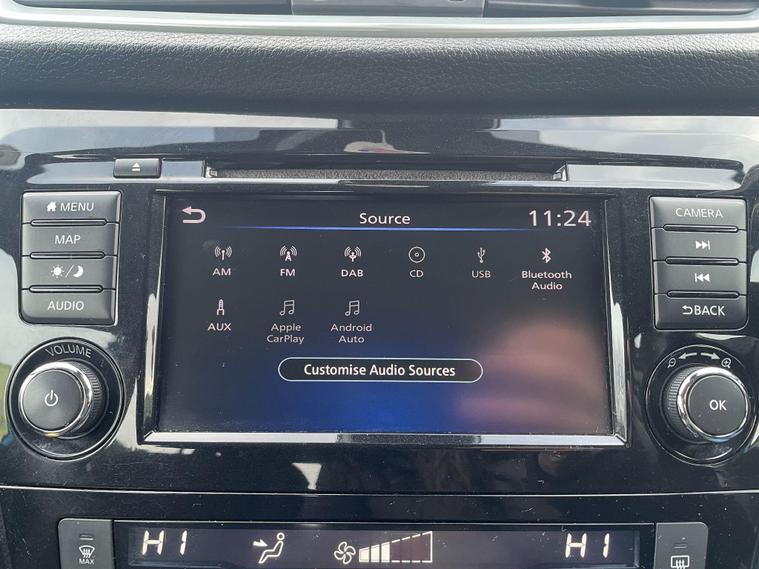 MENU
CAMERA
Source
11:24
MAP
AM FM DAB CD USB Bluetooth
Audio
AUDIO
BACK
AUX Apple
CarPlay
Android
Auto
VOLUME
Customise Audio Sources
OK
HI
HI
MAX